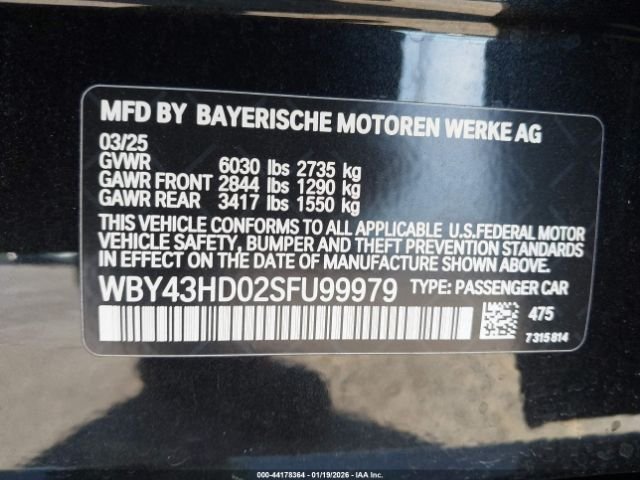 MFD BY BAYERISCHE MOTOREN WERKE AG
03/25
GVWR 6030 lbs 2735 kg
GAWR FRONT 2844 lbs 1290 kg
GAWR REAR 3417 lbs 1550 kg
THIS VEHICLE CONFORMS TO ALL APPLICABLE U.S.FEDERAL MOTOR
VEHICLE SAFETY, BUMPER AND THEFT PREVENTION STANDARDS
IN EFFECT ON THE DATE OF MANUFACTURE SHOWN ABOVE.
WBY43HD02SFU99979 TYPE: PASSENGER CAR
475
7315814
000-44178364 - 01/19/2026 - IAA Inc.